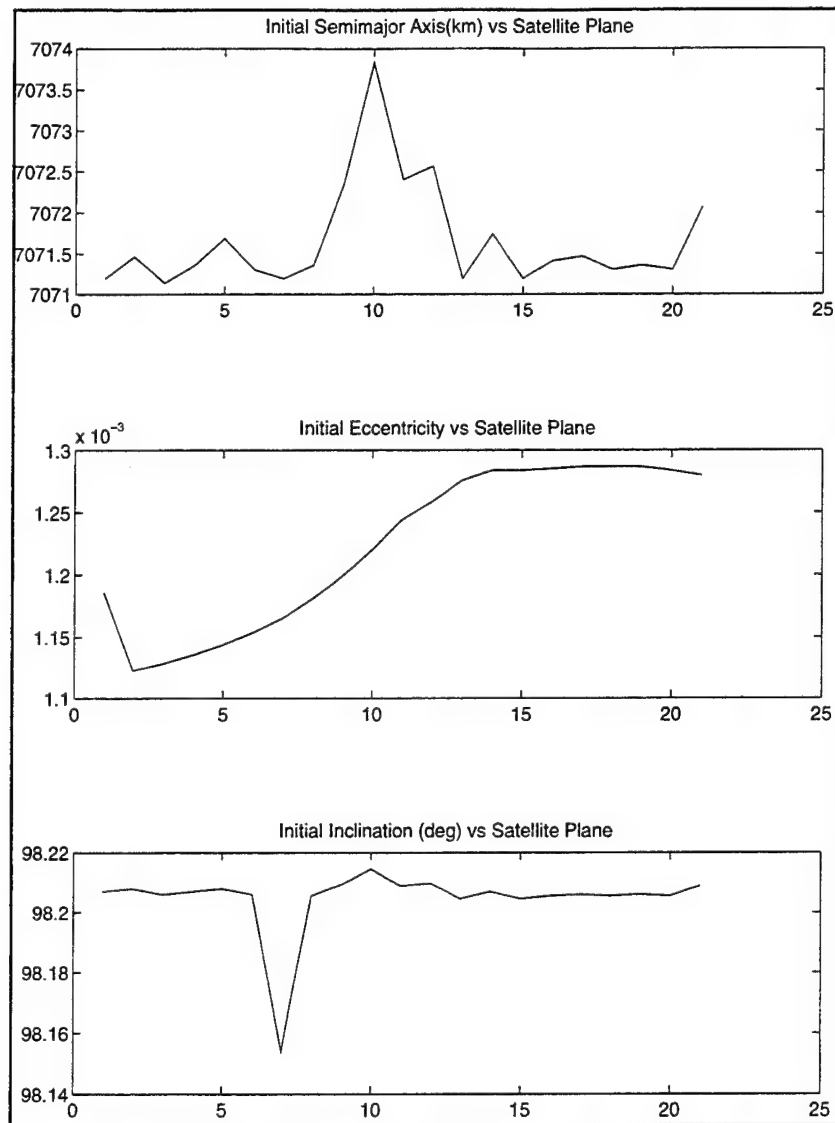 Initial Semimajor Axis(km) vs Satellite Plane
7074
7073.5
7073
7072.5
7072
7071.5
7071
0 5 10 15 20 25
Initial Eccentricity vs Satellite Plane
x 10⁻³
1.3
1.25
1.2
1.15
1.1
0 5 10 15 20 25
Initial Inclination (deg) vs Satellite Plane
98.22
98.2
98.18
98.16
98.14
0 5 10 15 20 25